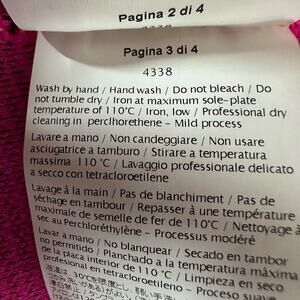 Pagina 2 di 4
Pagina 3 di 4
4338
Wash by hand / Hand wash / Do not bleach / Do
not tumble dry / Iron at maximum sole-plate
temperature of 110°C / Iron, low / Professional dry
cleaning in perclhorethene - Mild process
Lavare a mano / Non candeggiare / Non usare
asciugatrice a tamburo / Stirare a temperatura
massima 110 °C / Lavaggio professionale delicato
a secco con tetracloroetilene
Lavage à la main / Pas de blanchiment / Pas de
séchage en tambour / Repasser à une température
maximale de semelle de fer de 110°C / Nettoyage à
sec au Perchloréthylène - Processus modéré
Lavar a mano / No blanquear / Secado en tambor
no permitido / Planchado a una temperatura máxima
de la placa interior de 110 °C / Limpieza en seco
profesional en tetracloroetileno - Proceso suave